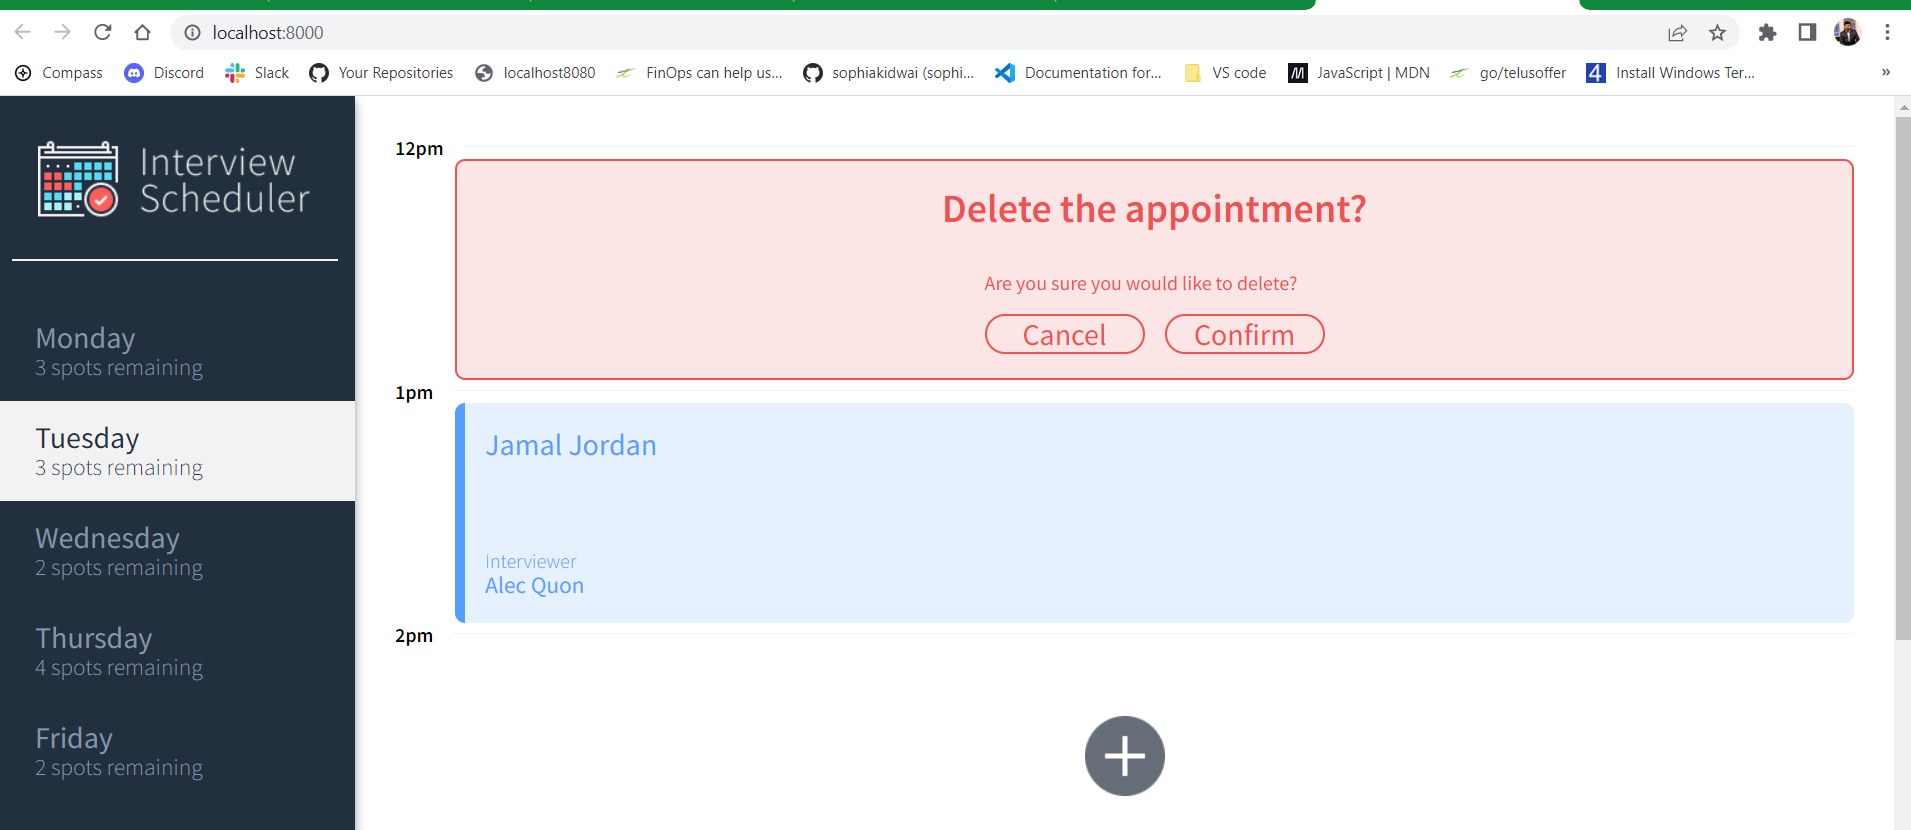 localhost:8000
Compass Discord Slack Your Repositories localhost8080 FinOps can help us... sophiakidwai (sophi... Documentation for... VS code JavaScript | MDN go/telusoffer Install Windows Ter... »
Interview
Scheduler
Monday
3 spots remaining
Tuesday
3 spots remaining
Wednesday
2 spots remaining
Thursday
4 spots remaining
Friday
2 spots remaining
12pm
Delete the appointment?
Are you sure you would like to delete?
Cancel Confirm
1pm
Jamal Jordan
Interviewer
Alec Quon
2pm